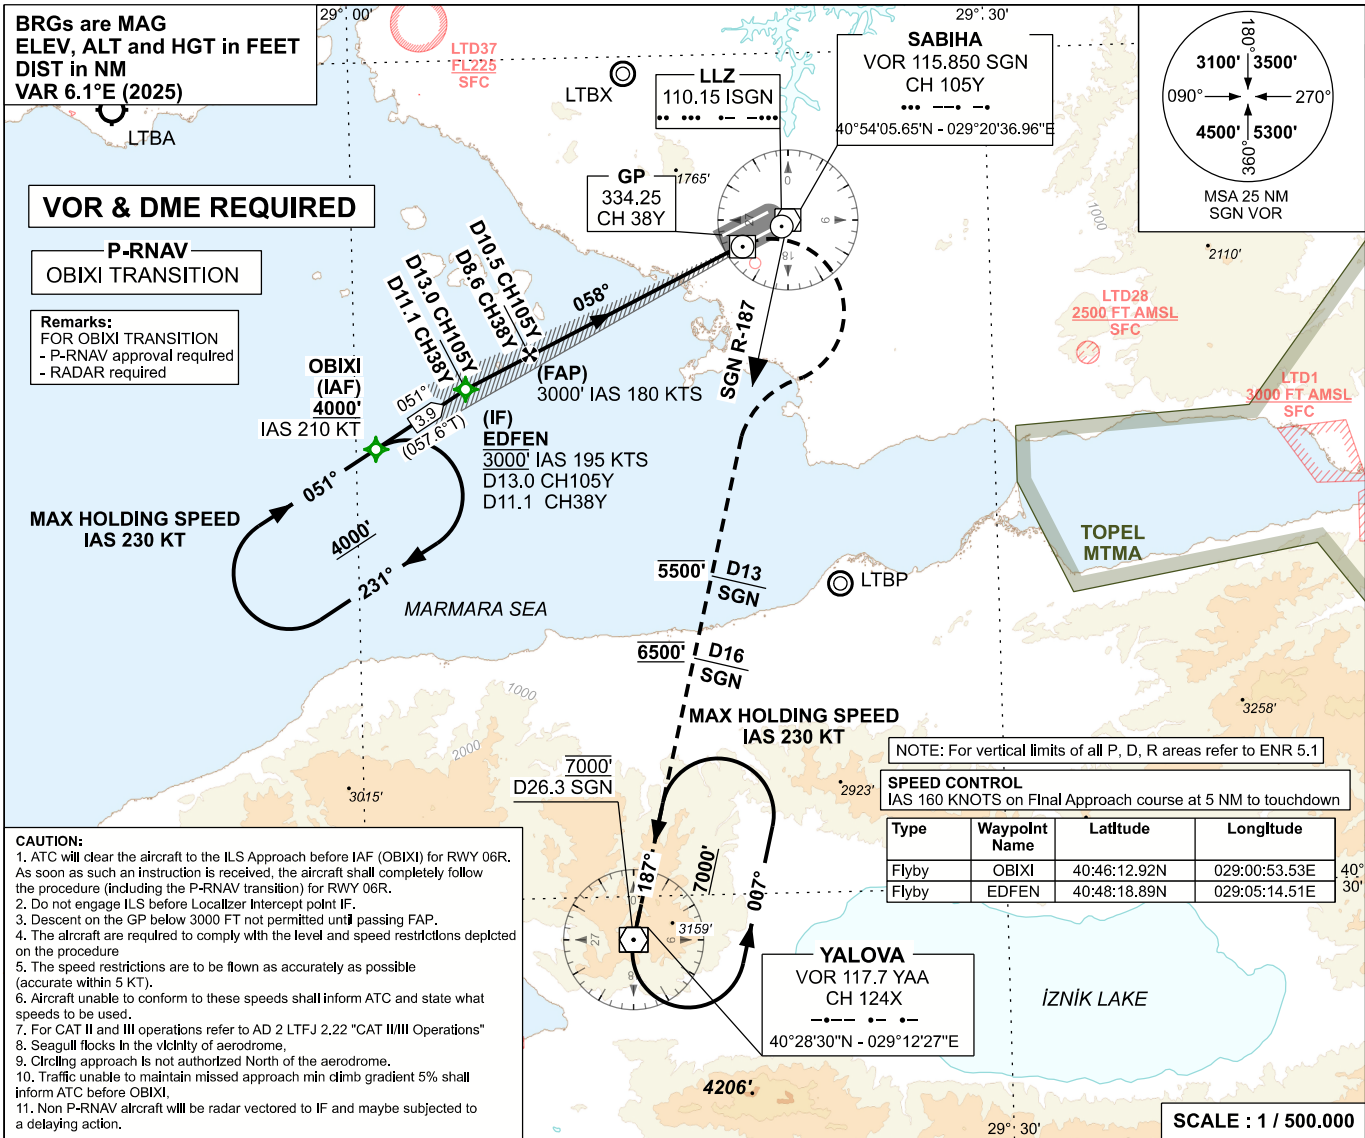 BRGs are MAG
ELEV, ALT and HGT in FEET
DIST in NM
VAR 6.1°E (2025)
29° 00'
29° 30'
LTD37
FL225
SFC
LTBX
LTBA
LLZ
110.15 ISGN
SABIHA
VOR 115.850 SGN
CH 105Y
40°54'05.65'N - 029°20'36.96"E
180°
3100'
3500'
090°
270°
4500'
5300'
360°
MSA 25 NM
SGN VOR
VOR & DME REQUIRED
P-RNAV
OBIXI TRANSITION
Remarks:
FOR OBIXI TRANSITION
- P-RNAV approval required
- RADAR required
GP
334.25
CH 38Y
1765'
0
9
18
27
1000
2110'
LTD28
2500 FT AMSL
SFC
LTD1
3000 FT AMSL
SFC
D10.5 CH105Y
D8.6 CH38Y
D13.0 CH105Y
D11.1 CH38Y
058°
OBIXI
(IAF)
4000'
IAS 210 KT
051°
3.9
(057.6°T)
(FAP)
3000' IAS 180 KTS
(IF)
EDFEN
3000' IAS 195 KTS
D13.0 CH105Y
D11.1 CH38Y
SGN R-187
051°
MAX HOLDING SPEED
IAS 230 KT
4000'
231°
MARMARA SEA
TOPEL
MTMA
LTBP
5500'
D13
SGN
6500'
D16
SGN
1000
2000
3015'
MAX HOLDING SPEED
IAS 230 KT
3258'
7000'
D26.3 SGN
2923'
NOTE: For vertical limits of all P, D, R areas refer to ENR 5.1
SPEED CONTROL
IAS 160 KNOTS on FInal Approach course at 5 NM to touchdown
Type Waypoint Name Latitude Longitude
Flyby OBIXI 40:46:12.92N 029:00:53.53E
Flyby EDFEN 40:48:18.89N 029:05:14.51E
40°
30'
187°
7000'
007°
3159'
0
9
18
27
YALOVA
VOR 117.7 YAA
CH 124X
40°28'30"N - 029°12'27"E
İZNİK LAKE
4206'
CAUTION:
1. ATC will clear the aircraft to the ILS Approach before IAF (OBIXI) for RWY 06R.
As soon as such an instruction is received, the aircraft shall completely follow
the procedure (including the P-RNAV transition) for RWY 06R.
2. Do not engage ILS before Localizer Intercept point IF.
3. Descent on the GP below 3000 FT not permitted until passing FAP.
4. The aircraft are required to comply with the level and speed restrictions depicted
on the procedure
5. The speed restrictions are to be flown as accurately as possible
(accurate within 5 KT).
6. Aircraft unable to conform to these speeds shall inform ATC and state what
speeds to be used.
7. For CAT II and III operations refer to AD 2 LTFJ 2.22 "CAT II/III Operations"
8. Seagull flocks in the vicinity of aerodrome,
9. Circling approach is not authorized North of the aerodrome.
10. Traffic unable to maintain missed approach min climb gradient 5% shall
inform ATC before OBIXI,
11. Non P-RNAV aircraft will be radar vectored to IF and maybe subjected to
a delaying action.
29° 30'
SCALE : 1 / 500.000